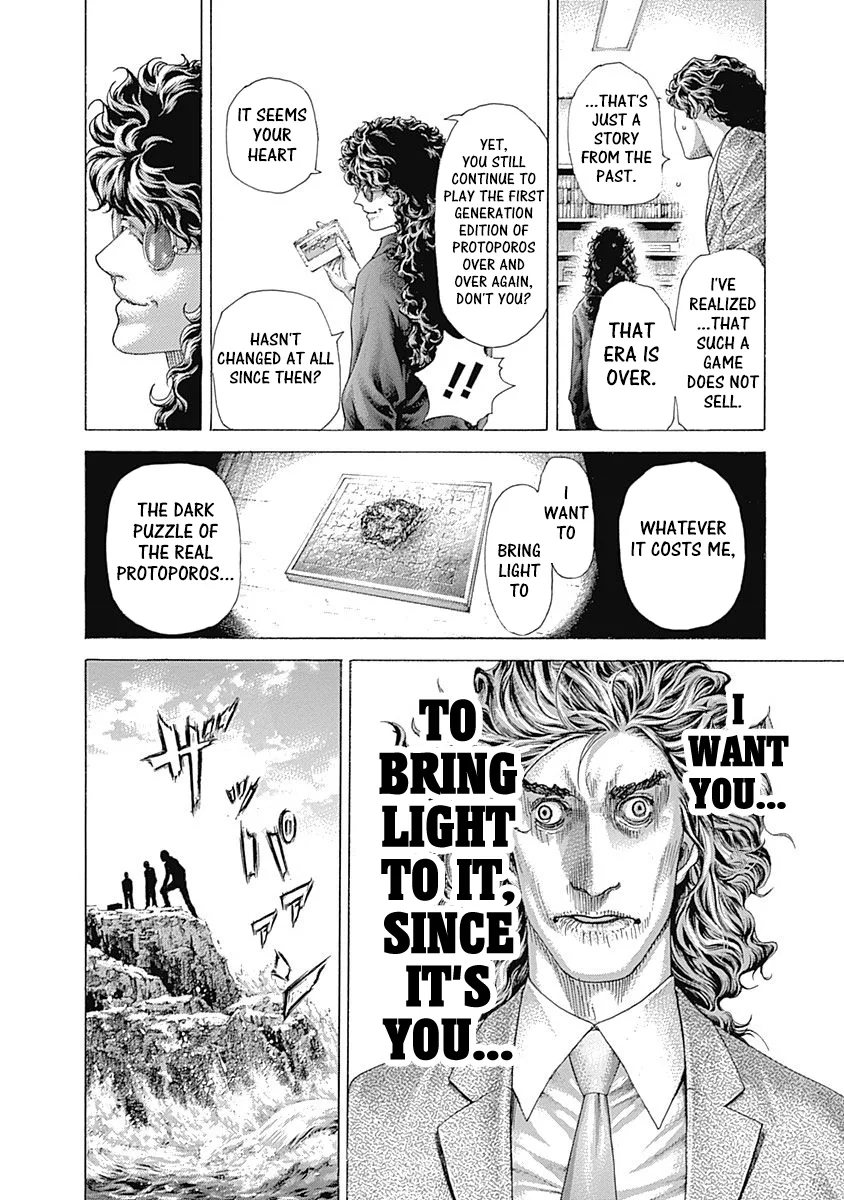 ...THAT'S
JUST A
STORY
FROM THE
PAST.
I'VE
REALIZED
...THAT
SUCH A
GAME
DOES NOT
SELL.
THAT
ERA IS
OVER.
YET,
YOU STILL
CONTINUE TO
PLAY THE FIRST
GENERATION
EDITION OF
PROTOPOROS
OVER AND
OVER AGAIN,
DON'T YOU?
!!
IT SEEMS
YOUR
HEART
HASN'T
CHANGED AT ALL
SINCE THEN?
WHATEVER
IT COSTS ME,
I
WANT
TO
BRING
LIGHT TO
THE DARK
PUZZLE OF
THE REAL
PROTOPOROS...
I
WANT
YOU...
TO
BRING
LIGHT
TO IT,
SINCE
IT'S
YOU...